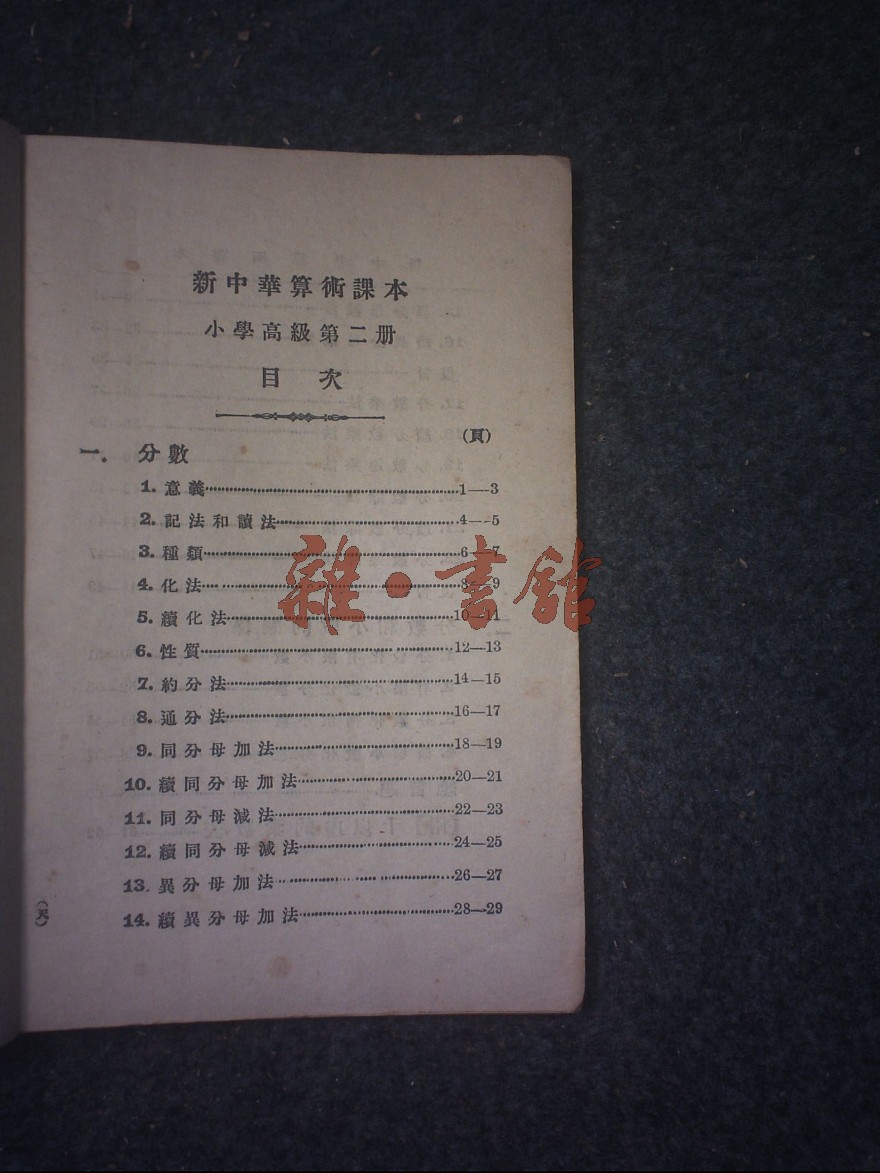 新中華算術課本
小學高級第二册
目次
(頁)
一. 分數
1. 意義 1—3
2. 記法和讀法 4—5
3. 種類 6—7
4. 化法 8—9
5. 續化法 10—11
6. 性質 12—13
7. 約分法 14—15
8. 通分法 16—17
9. 同分母加法 18—19
10. 續同分母加法 20—21
11. 同分母減法 22—23
12. 續同分母減法 24—25
13. 異分母加法 26—27
14. 續異分母加法 28—29
雜·書館